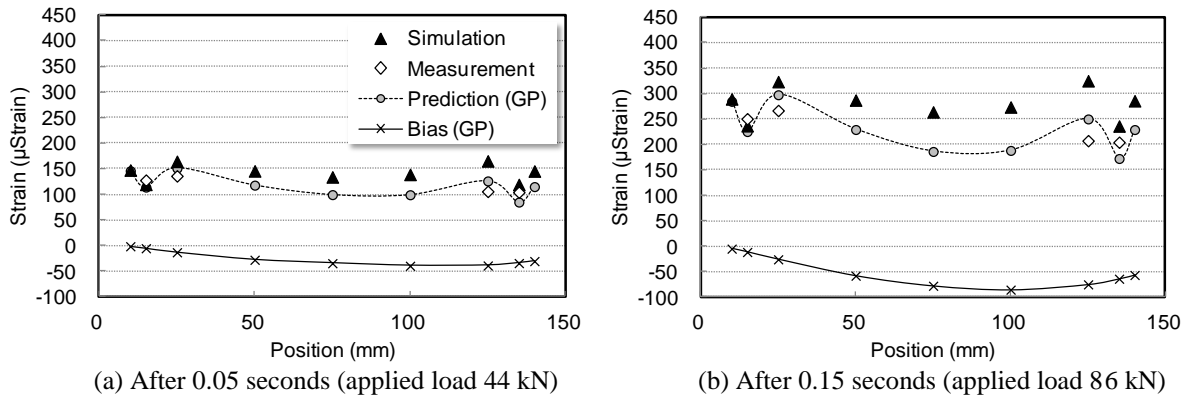 450
400
350
300
250
200
150
100
50
0
-50
-100
Strain (µStrain)
Simulation
Measurement
Prediction (GP)
Bias (GP)
0 50 100 150
Position (mm)
(a) After 0.05 seconds (applied load 44 kN)
450
400
350
300
250
200
150
100
50
0
-50
-100
Strain (µStrain)
0 50 100 150
Position (mm)
(b) After 0.15 seconds (applied load 86 kN)